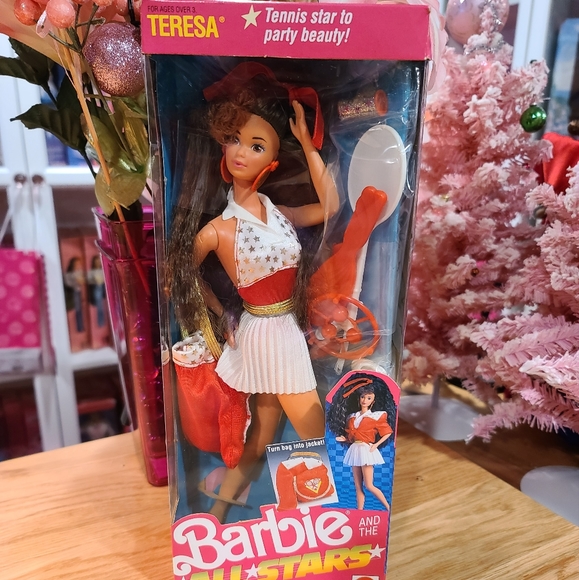 FOR AGES OVER 3
TERESA®
Tennis star to
party beauty!
Turn bag into jacket!
Barbie®
AND
THE
ALL STARS